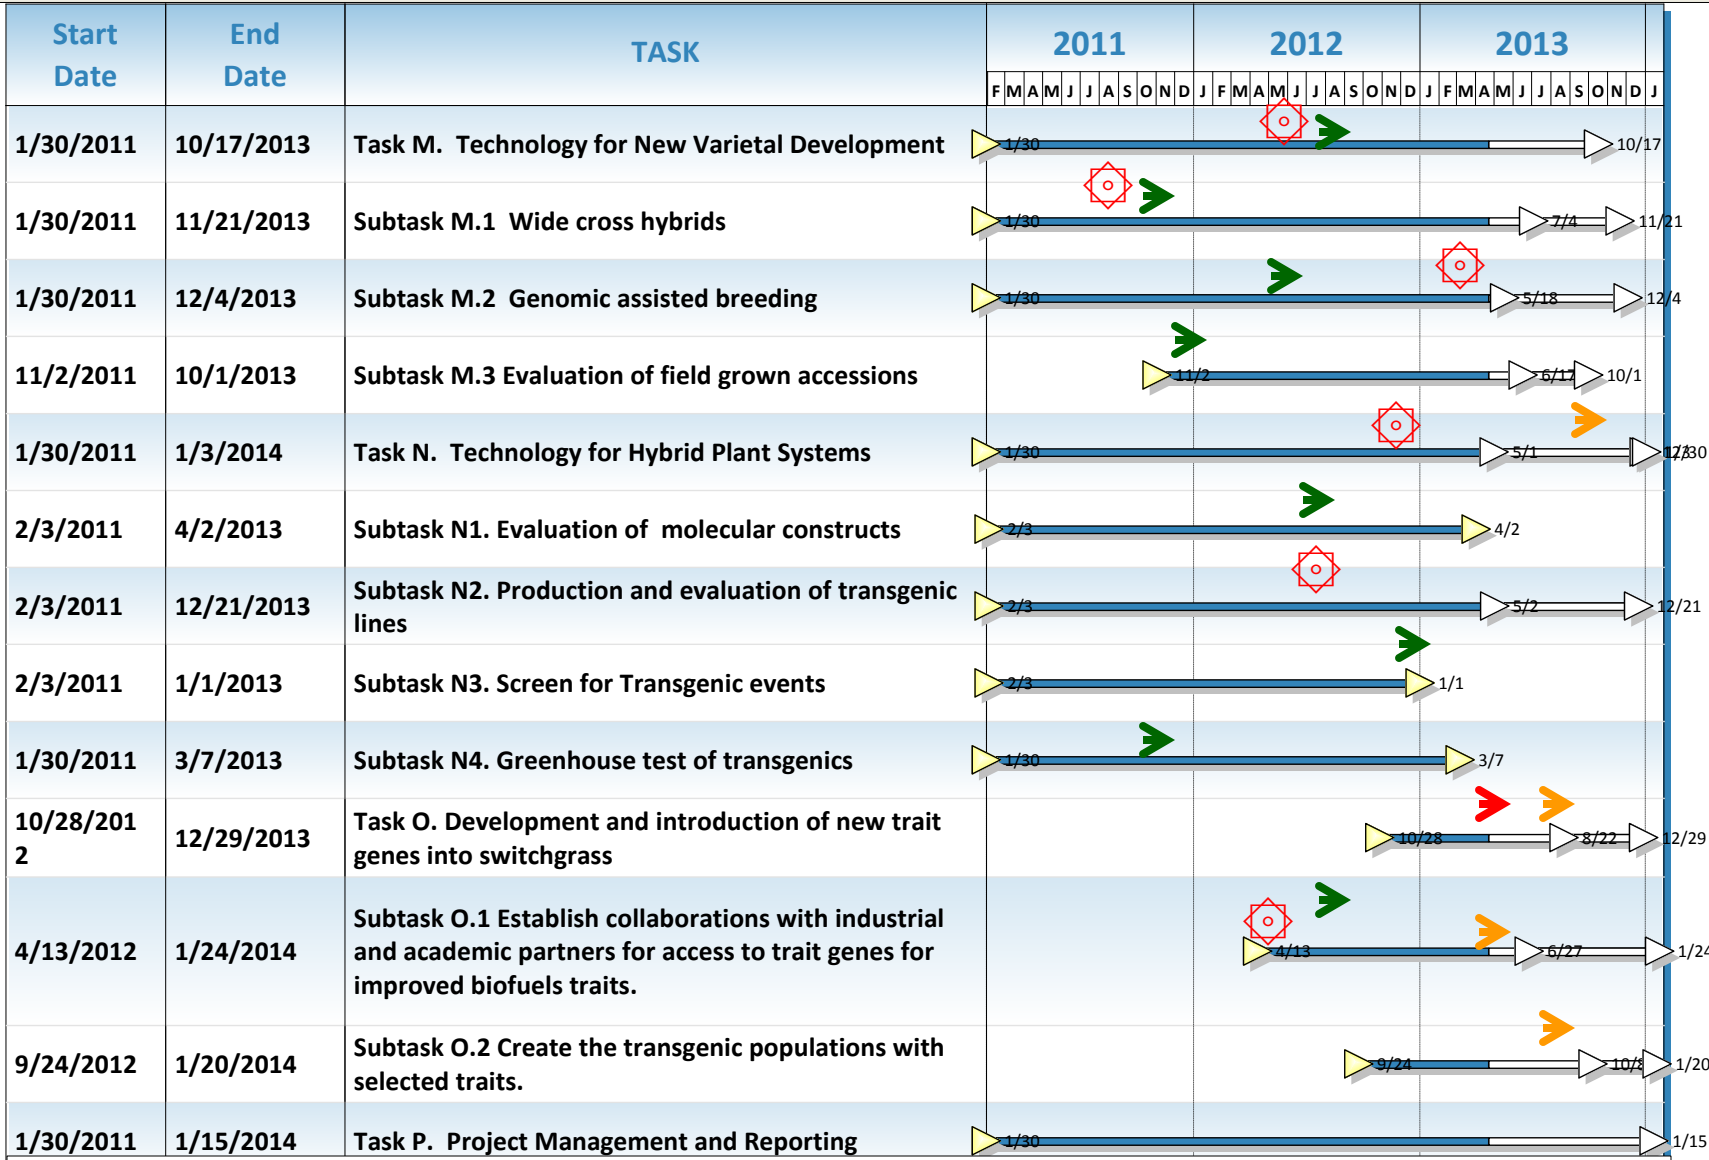 Start Date
End Date
TASK
2011
2012
2013
F M A M J J A S O N D J F M A M J J A S O N D J F M A M J J A S O N D J
1/30/2011
10/17/2013
Task M. Technology for New Varietal Development
1/30
10/17
1/30/2011
11/21/2013
Subtask M.1 Wide cross hybrids
1/30
7/4
11/21
1/30/2011
12/4/2013
Subtask M.2 Genomic assisted breeding
1/30
5/18
12/4
11/2/2011
10/1/2013
Subtask M.3 Evaluation of field grown accessions
11/2
6/17
10/1
1/30/2011
1/3/2014
Task N. Technology for Hybrid Plant Systems
1/30
5/1
2/3/2011
4/2/2013
Subtask N1. Evaluation of molecular constructs
2/3
4/2
2/3/2011
12/21/2013
Subtask N2. Production and evaluation of transgenic
lines
2/3
5/2
12/21
2/3/2011
1/1/2013
Subtask N3. Screen for Transgenic events
2/3
1/1
1/30/2011
3/7/2013
Subtask N4. Greenhouse test of transgenics
1/30
3/7
10/28/201
2
12/29/2013
Task O. Development and introduction of new trait
genes into switchgrass
10/28
8/22
12/29
4/13/2012
1/24/2014
Subtask O.1 Establish collaborations with industrial
and academic partners for access to trait genes for
improved biofuels traits.
4/13
6/27
1/24
9/24/2012
1/20/2014
Subtask O.2 Create the transgenic populations with
selected traits.
9/24
10/8
1/20
1/30/2011
1/15/2014
Task P. Project Management and Reporting
1/30
1/15